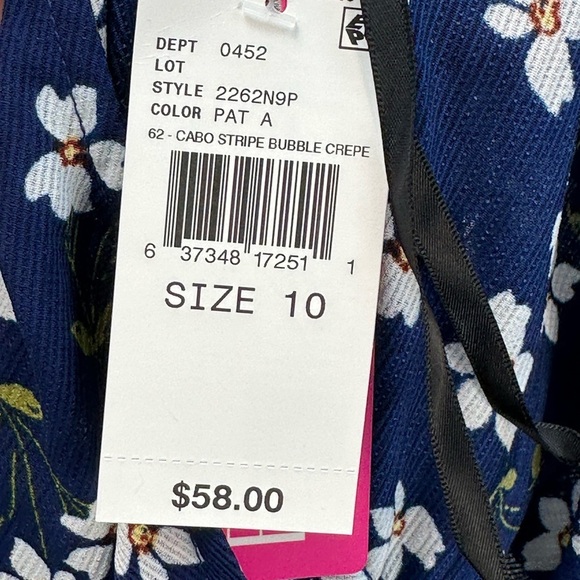 DEPT 0452
LOT
STYLE 2262N9P
COLOR PAT A
62 - CABO STRIPE BUBBLE CREPE
6 37348 17251 1
SIZE 10
$58.00